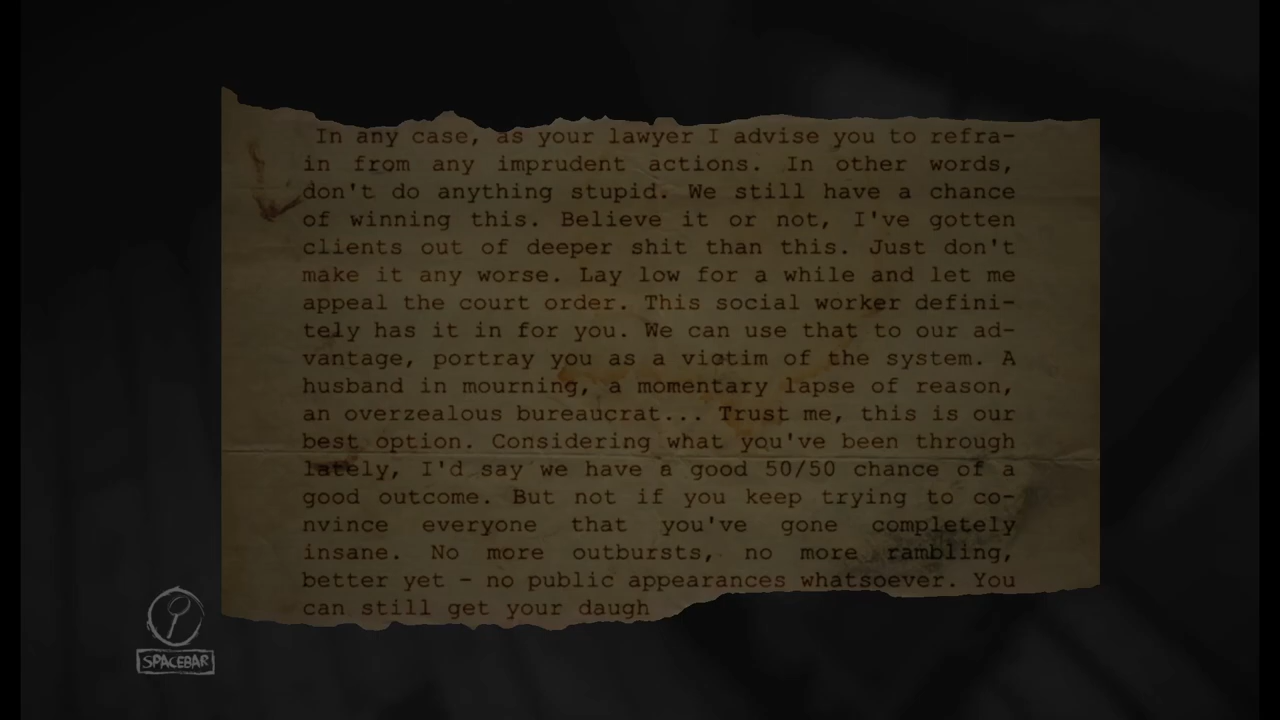 In any case, as your lawyer I advise you to refra-
in from any imprudent actions. In other words,
don't do anything stupid. We still have a chance
of winning this. Believe it or not, I've gotten
clients out of deeper shit than this. Just don't
make it any worse. Lay low for a while and let me
appeal the court order. This social worker defini-
tely has it in for you. We can use that to our ad-
vantage, portray you as a victim of the system. A
husband in mourning, a momentary lapse of reason,
an overzealous bureaucrat... Trust me, this is our
best option. Considering what you've been through
lately, I'd say we have a good 50/50 chance of a
good outcome. But not if you keep trying to co-
nvince everyone that you've gone completely
insane. No more outbursts, no more rambling,
better yet - no public appearances whatsoever. You
can still get your daugh
SPACEBAR